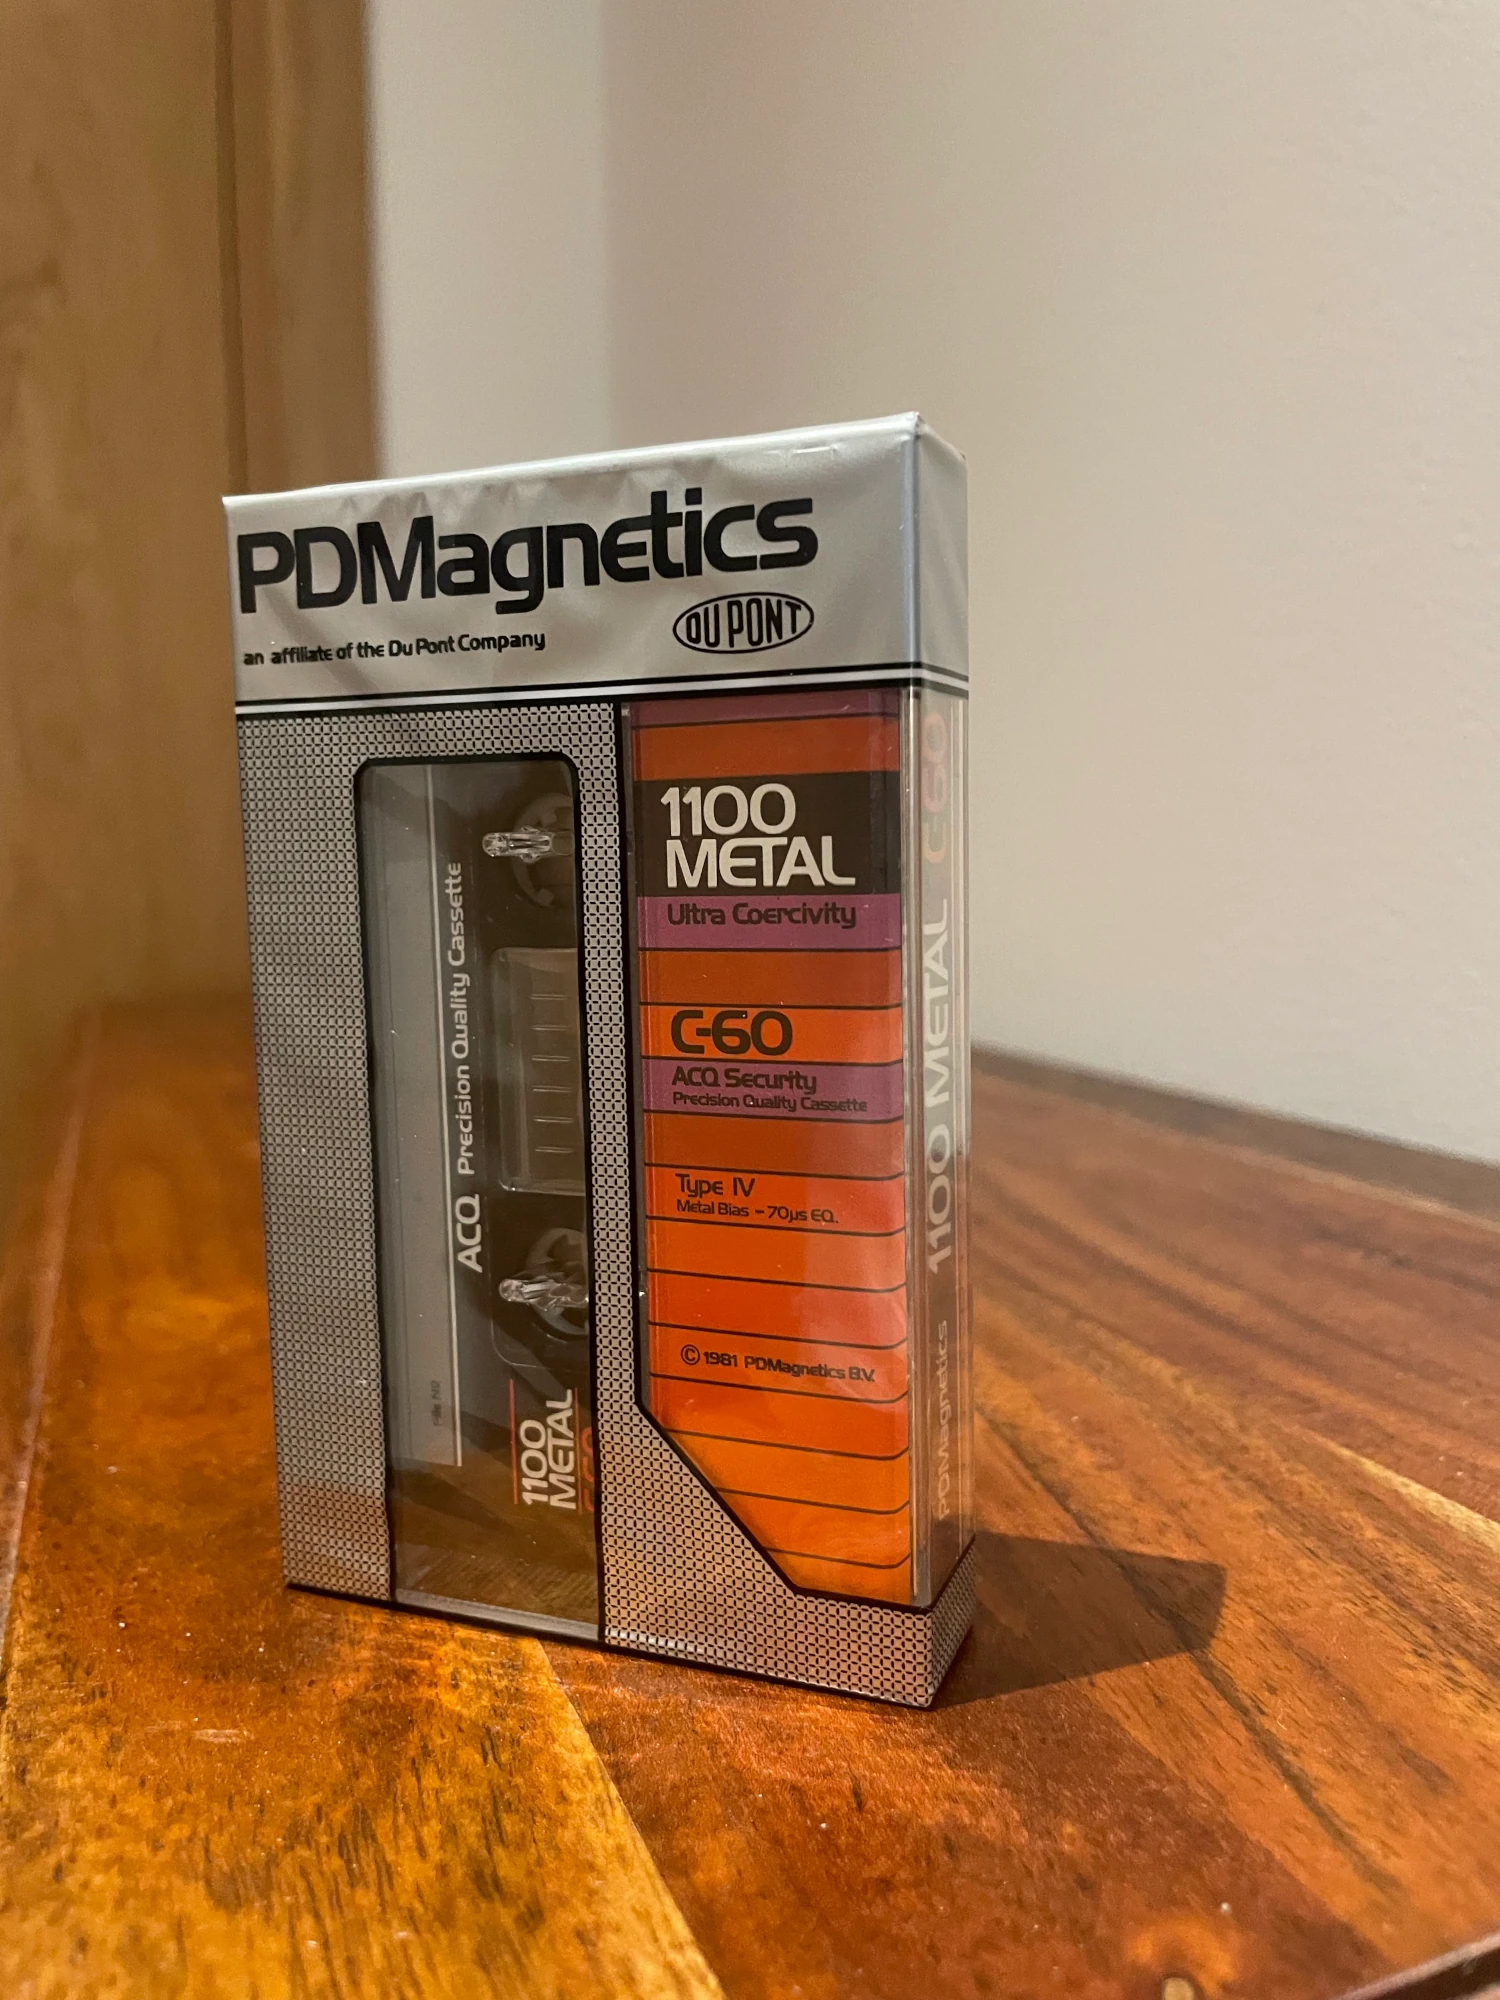 PDMagnetics
an affiliate of the Du Pont Company
DU PONT
1100
METAL
Ultra Coercivity
C-60
ACQ Security
Precision Quality Cassette
Type IV
Metal Bias - 70µs EQ.
© 1981 PDMagnetics B.V.
ACQ Precision Quality Cassette
1100
METAL
PDMagnetics 1100 METAL C-60